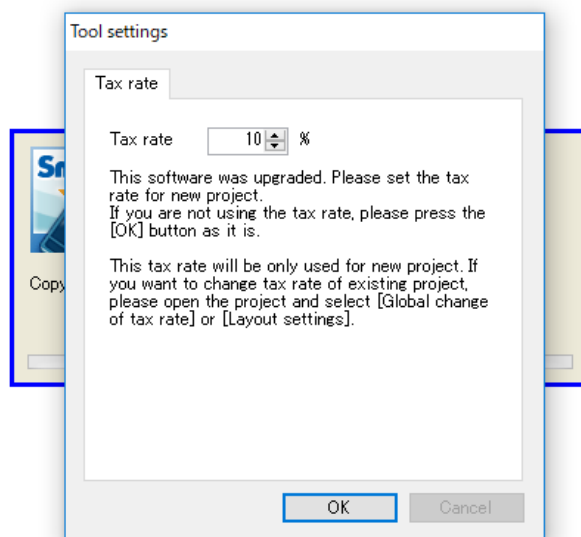 Tool settings
Tax rate
Tax rate 10 %
This software was upgraded. Please set the tax
rate for new project.
If you are not using the tax rate, please press the
[OK] button as it is.
This tax rate will be only used for new project. If
you want to change tax rate of existing project,
please open the project and select [Global change
of tax rate] or [Layout settings].
Copy
OK Cancel